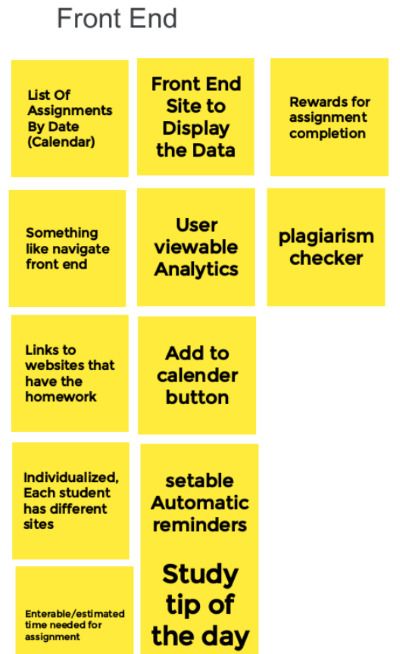 Front End
List Of
Assignments
By Date
(Calendar)
Front End
Site to
Display
the Data
Rewards for
assignment
completion
Something
like navigate
front end
User
viewable
Analytics
plagiarism
checker
Links to
websites that
have the
homework
Add to
calender
button
Individualized,
Each student
has different
sites
setable
Automatic
reminders
Enterable/estimated
time needed for
assignment
Study
tip of
the day